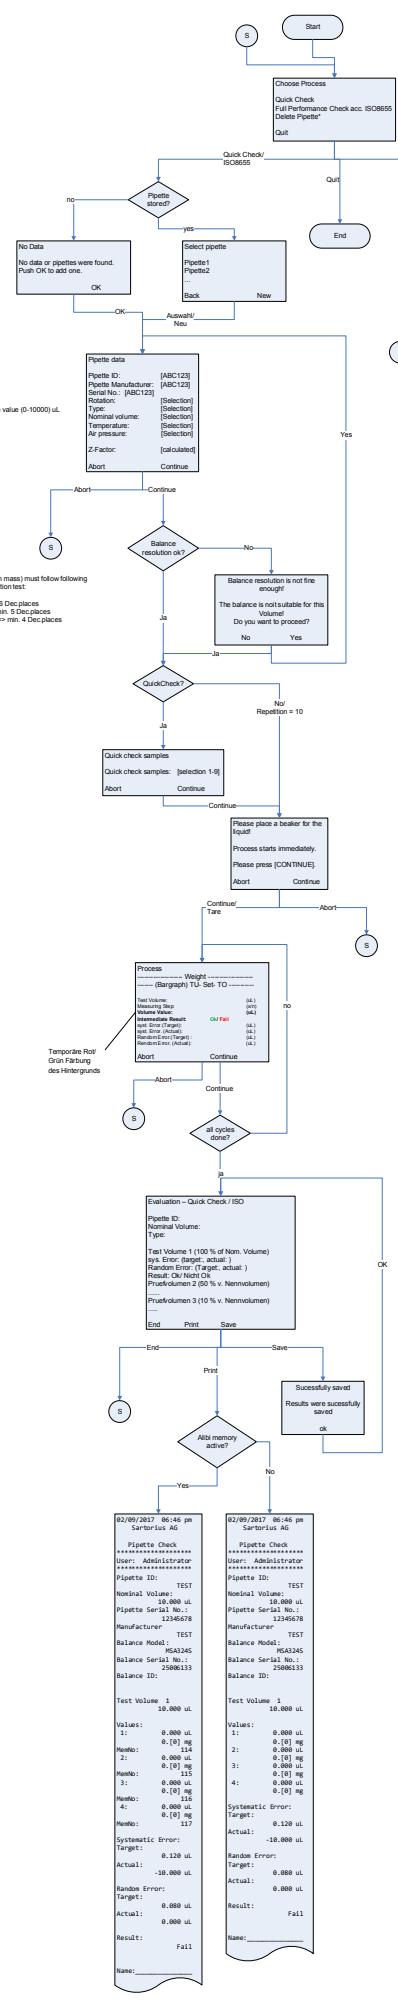 Start
S
Choose Process
Quick Check
Full Performance Check acc. ISO8655
Delete Pipette*
Quit
Quick Check/
ISO8655
Quit
End
Pipette
stored?
no
yes
No Data
No data or pipettes were found.
Push OK to add one.
OK
Select pipette
Pipette1
Pipette2
...
Back New
OK
Auswahl/
Neu
Pipette data
Pipette ID: [ABC123]
Pipette Manufacturer: [ABC123]
Serial No.: [ABC123]
Rotation: [Selection]
Type: [Selection]
Nominal volume: [Selection]
Temperature: [Selection]
Air pressure: [Selection]
Z-Factor: [calculated]
Abort Continue
value (0-10000) uL
Yes
Abort
Continue
S
Balance
resolution ok?
No
mass) must follow following
tion test:
Dec.places
min. 5 Dec.places
=> min. 4 Dec.places
Balance resolution is not fine
enough!
The balance is not suitable for this
Volume!
Do you want to proceed?
No Yes
Ja
Ja
QuickCheck?
No/
Repetition = 10
Ja
Quick check samples
Quick check samples: [selection 1-9]
Abort Continue
Continue
Please place a beaker for the
liquid!
Process starts immediately.
Please press [CONTINUE].
Abort Continue
Continue/
Tare
Abort
S
Process
------------ Weight ------------
----- (Bargraph) TU- Set- TO --------
Test Volume: (uL)
Measuring Step: (x/n)
Volume Value: (uL)
Intermediate Result: Ok/ Fail
syst. Error (Target): (uL)
syst. Error. (Actual): (uL)
Random Error.(Target) : (uL)
Random Error. (Actual): (uL)
Abort Continue
no
Temporäre Rot/
Grün Färbung
des Hintergrunds
Abort
Continue
S
all cycles
done?
ja
Evaluation – Quick Check / ISO
Pipette ID:
Nominal Volume:
Type:
Test Volume 1 (100 % of Nom. Volume)
sys. Error: (target:, actual: )
Random Error: (Target:, actual: )
Result: Ok/ Nicht Ok
Pruefvolumen 2 (50 % v. Nennvolumen)
......
Pruefvolumen 3 (10 % v. Nennvolumen)
.....
End Print Save
OK
End
Save
Print
S
Sucessfully saved
Results were sucessfully
saved
ok
Alibi memory
active?
No
Yes
02/09/2017 06:46 pm
Sartorius AG
Pipette Check
********************
User: Administrator
********************
Pipette ID:
TEST
Nominal Volume:
10.000 uL
Pipette Serial No.:
12345678
Manufacturer
TEST
Balance Model:
MSA324S
Balance Serial No.:
25006133
Balance ID:
Test Volume 1
10.000 uL
Values:
1: 0.000 uL
0.[0] mg
MemNo: 114
2: 0.000 uL
0.[0] mg
MemNo: 115
3: 0.000 uL
0.[0] mg
MemNo: 116
4: 0.000 uL
0.[0] mg
MemNo: 117
Systematic Error:
Target:
0.120 uL
Actual:
-10.000 uL
Random Error:
Target:
0.080 uL
Actual:
0.000 uL
Result:
Fail
Name:_______________
02/09/2017 06:46 pm
Sartorius AG
Pipette Check
********************
User: Administrator
********************
Pipette ID:
TEST
Nominal Volume:
10.000 uL
Pipette Serial No.:
12345678
Manufacturer
TEST
Balance Model:
MSA324S
Balance Serial No.:
25006133
Balance ID:
Test Volume 1
10.000 uL
Values:
1: 0.000 uL
0.[0] mg
2: 0.000 uL
0.[0] mg
3: 0.000 uL
0.[0] mg
4: 0.000 uL
0.[0] mg
Systematic Error:
Target:
0.120 uL
Actual:
-10.000 uL
Random Error:
Target:
0.080 uL
Actual:
0.000 uL
Result:
Fail
Name:_______________